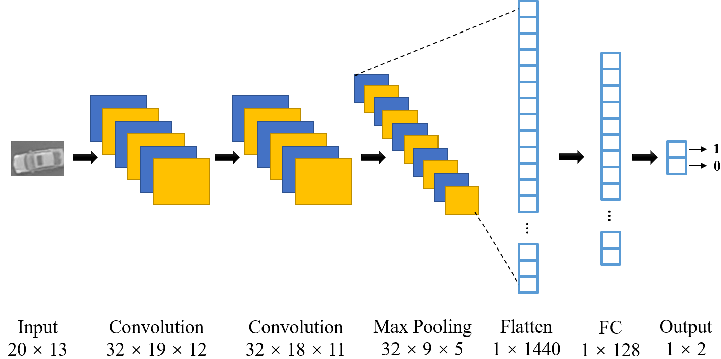 1
0
...
...
Input
20 × 13
Convolution
32 × 19 × 12
Convolution
32 × 18 × 11
Max Pooling
32 × 9 × 5
Flatten
1 × 1440
FC
1 × 128
Output
1 × 2